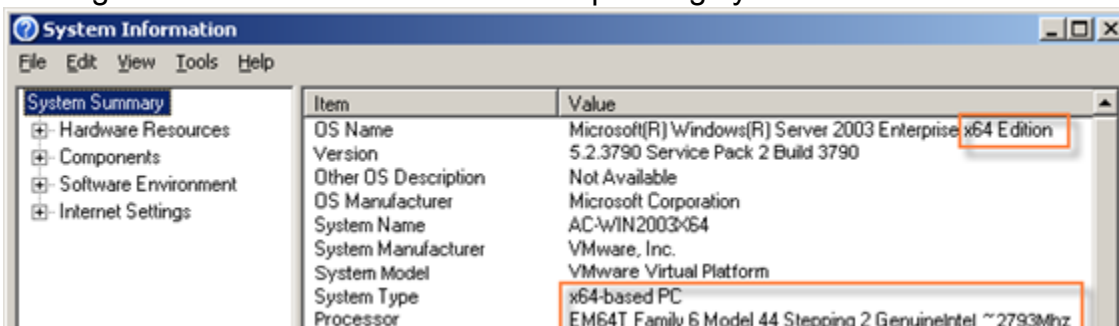 System Information
File Edit View Tools Help
System Summary
Hardware Resources
Components
Software Environment
Internet Settings
Item Value
OS Name Microsoft(R) Windows(R) Server 2003 Enterprise x64 Edition
Version 5.2.3790 Service Pack 2 Build 3790
Other OS Description Not Available
OS Manufacturer Microsoft Corporation
System Name AC-WIN2003X64
System Manufacturer VMware, Inc.
System Model VMware Virtual Platform
System Type x64-based PC
Processor EM64T Family 6 Model 44 Stepping 2 GenuineIntel ~2793Mhz